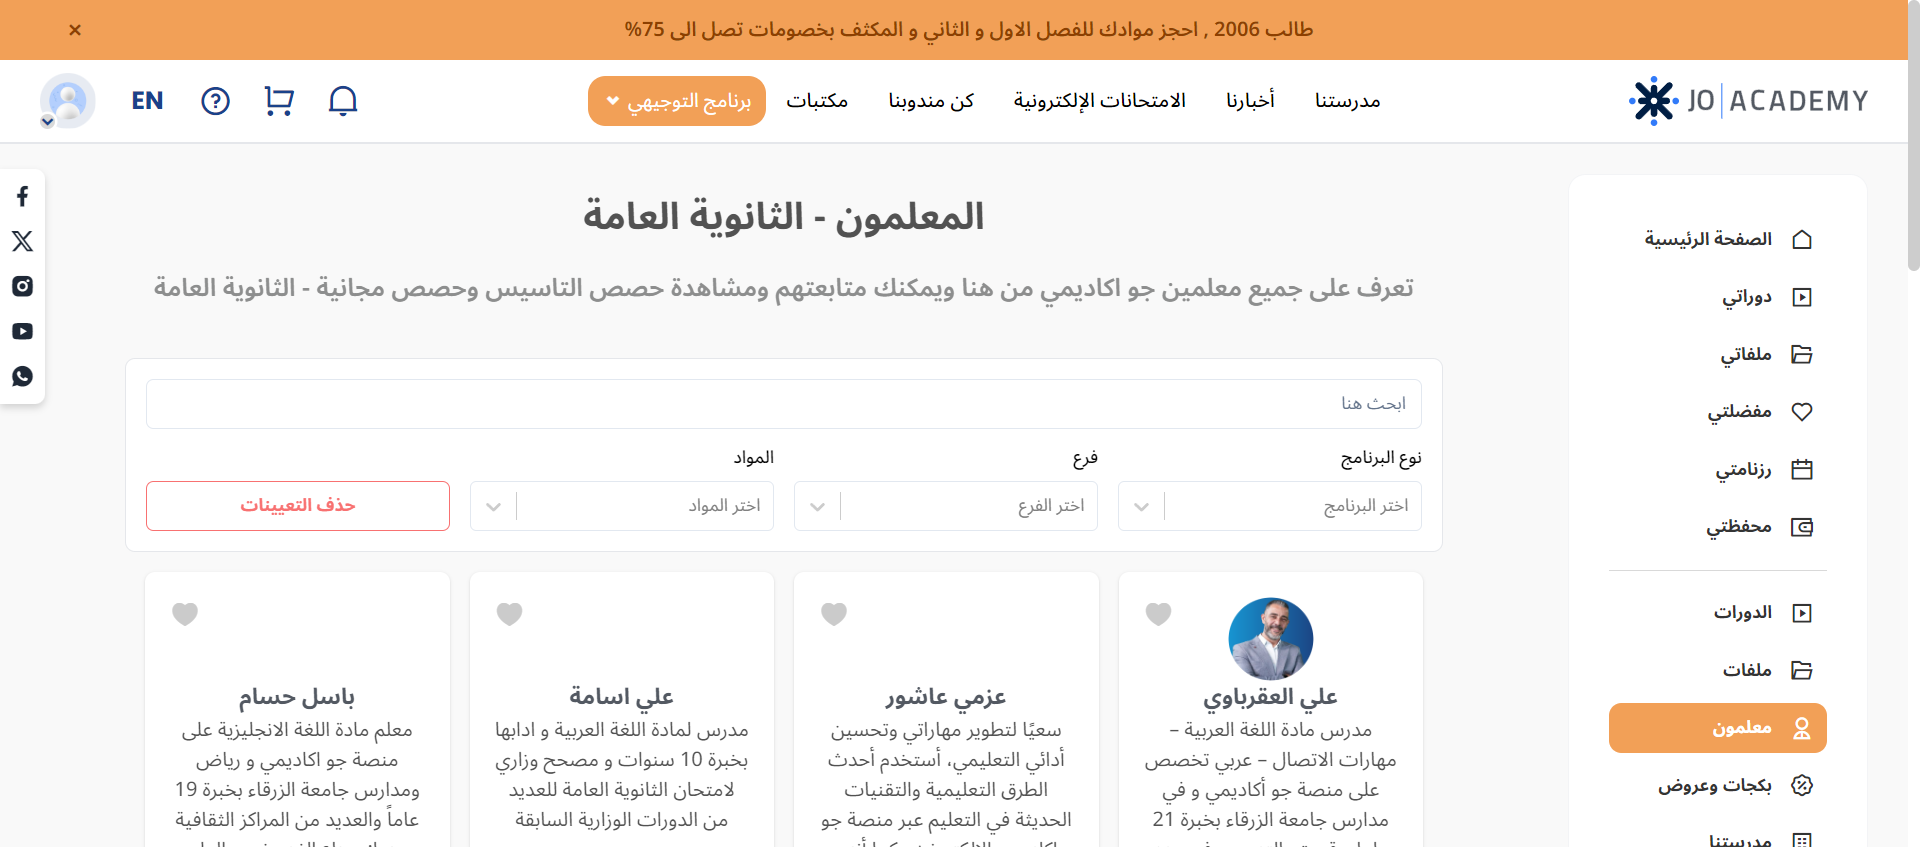 طالب 2006 , احجز موادك للفصل الاول و الثاني و المكثف بخصومات تصل الى 75%
×
JO ACADEMY
مدرستنا
أخبارنا
الامتحانات الإلكترونية
كن مندوبنا
مكتبات
برنامج التوجيهي
EN
الصفحة الرئيسية
دوراتي
ملفاتي
مفضلتي
رزنامتي
محفظتي
الدورات
ملفات
معلمون
بكجات وعروض
مدرستنا
المعلمون - الثانوية العامة
تعرف على جميع معلمين جو اكاديمي من هنا ويمكنك متابعتهم ومشاهدة حصص التاسيس وحصص مجانية - الثانوية العامة
ابحث هنا
نوع البرنامج
اختر البرنامج
فرع
اختر الفرع
المواد
اختر المواد
حذف التعيينات
علي العقرباوي
مدرس مادة اللغة العربية –
مهارات الاتصال – عربي تخصص
على منصة جو أكاديمي و في
مدارس جامعة الزرقاء بخبرة 21
عزمي عاشور
سعيًا لتطوير مهاراتي وتحسين
أدائي التعليمي، أستخدم أحدث
الطرق التعليمية والتقنيات
الحديثة في التعليم عبر منصة جو
علي اسامة
مدرس لمادة اللغة العربية و ادابها
بخبرة 10 سنوات و مصحح وزاري
لامتحان الثانوية العامة للعديد
من الدورات الوزارية السابقة
باسل حسام
معلم مادة اللغة الانجليزية على
منصة جو اكاديمي و رياض
ومدارس جامعة الزرقاء بخبرة 19
عاماً والعديد من المراكز الثقافية